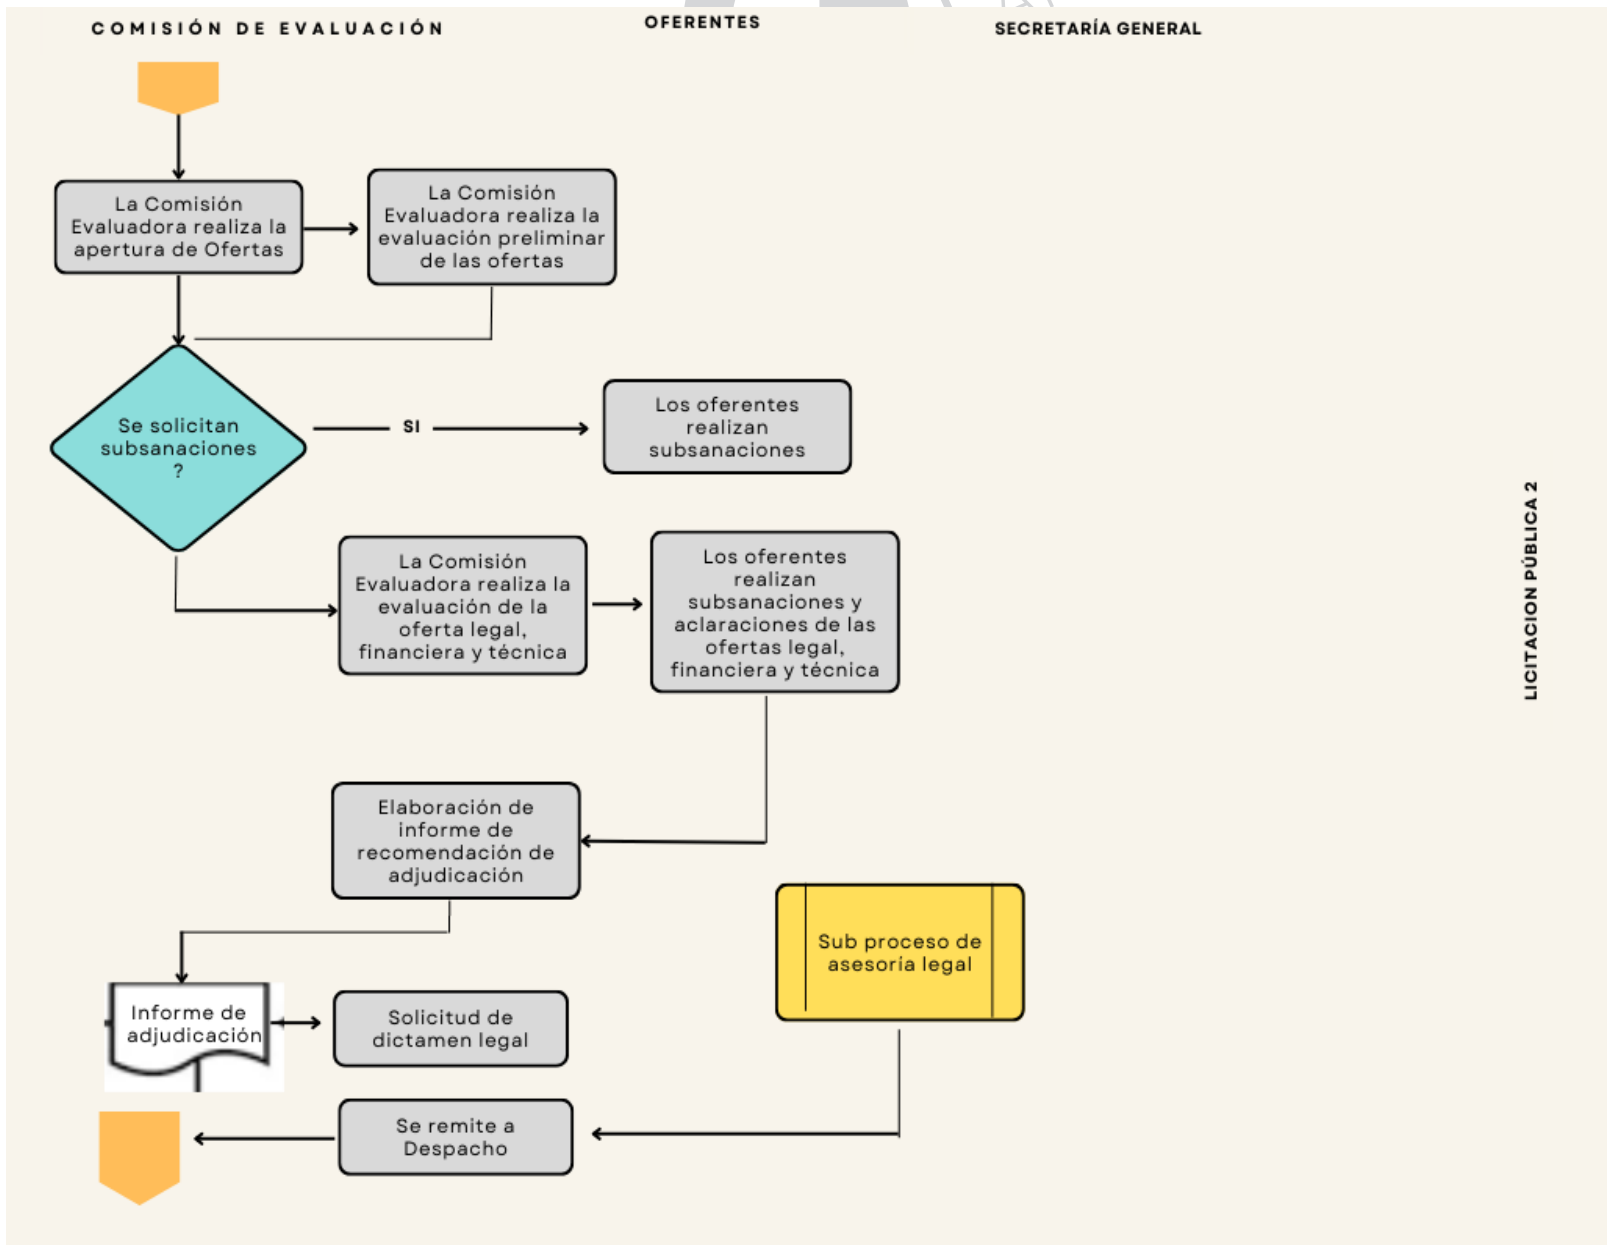 COMISIÓN DE EVALUACIÓN
OFERENTES
SECRETARÍA GENERAL
La Comisión
Evaluadora realiza la
apertura de Ofertas
La Comisión
Evaluadora realiza la
evaluación preliminar
de las ofertas
Se solicitan
subsanaciones
?
SI
Los oferentes
realizan
subsanaciones
La Comisión
Evaluadora realiza la
evaluación de la
oferta legal,
financiera y técnica
Los oferentes
realizan
subsanaciones y
aclaraciones de las
ofertas legal,
financiera y técnica
LICITACION PÚBLICA 2
Elaboración de
informe de
recomendación de
adjudicación
Sub proceso de
asesoría legal
Informe de
adjudicación
Solicitud de
dictamen legal
Se remite a
Despacho